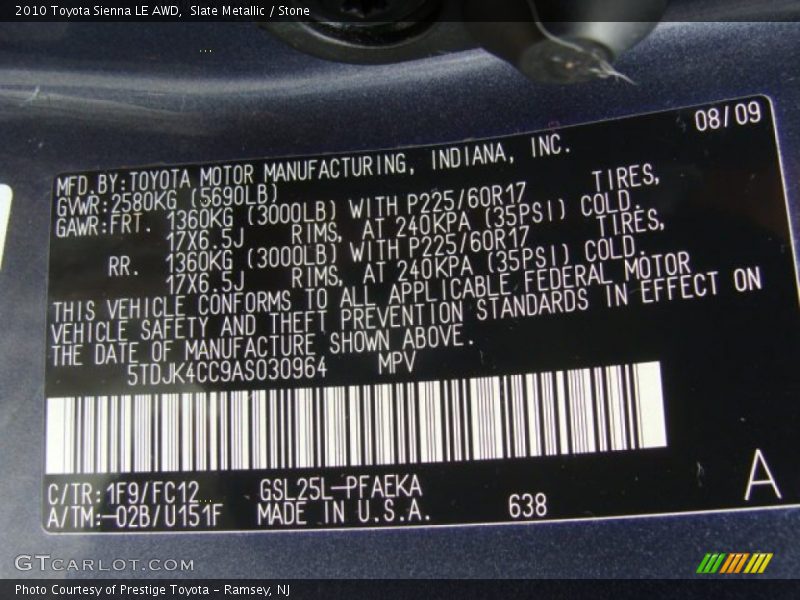 2010 Toyota Sienna LE AWD,  Slate Metallic / Stone
08/09
MFD.BY:TOYOTA MOTOR MANUFACTURING, INDIANA, INC.
GVWR:2580KG (5690LB)
GAWR:FRT. 1360KG (3000LB) WITH P225/60R17 TIRES,
17X6.5J RIMS, AT 240KPA (35PSI) COLD.
RR. 1360KG (3000LB) WITH P225/60R17 TIRES,
17X6.5J RIMS, AT 240KPA (35PSI) COLD.
THIS VEHICLE CONFORMS TO ALL APPLICABLE FEDERAL MOTOR
VEHICLE SAFETY AND THEFT PREVENTION STANDARDS IN EFFECT ON
THE DATE OF MANUFACTURE SHOWN ABOVE.
5TDJK4CC9AS030964 MPV
C/TR:1F9/FC12 GSL25L-PFAEKA
A/TM:-02B/U151F MADE IN U.S.A. 638 A
GTCARLOT.COM
Photo Courtesy of Prestige Toyota - Ramsey, NJ